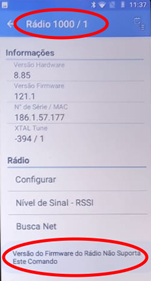 11:37
Rádio 1000 / 1
Informações
Versão Hardware
8.85
Versão Firmware
121.1
N° de Série / MAC
186.1.57.177
XTAL Tune
-394 / 1
Rádio
Configurar
Nível de Sinal - RSSI
Busca Net
Versão do Firmware do Rádio Não Suporta
Este Comando